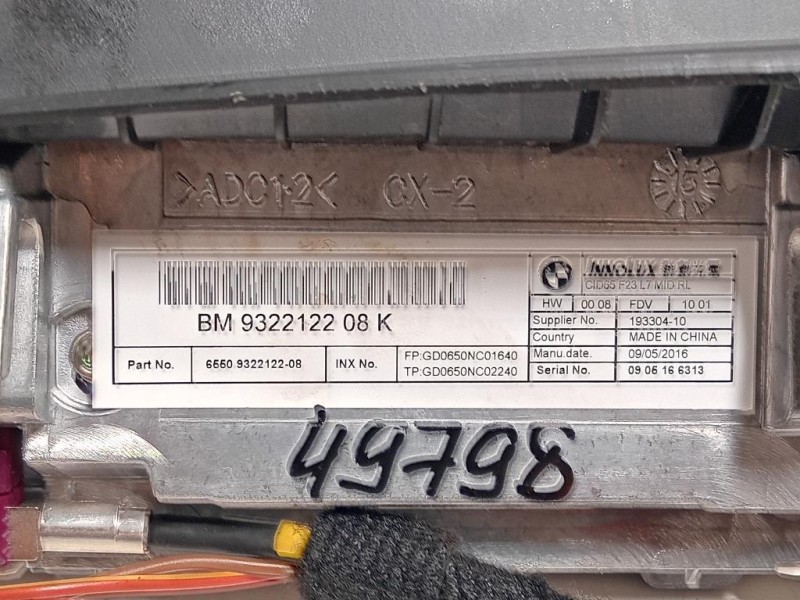 >ADC12< CX-2
BM 9322122 08 K
Part No. 6550 9322122-08 INX No. FP:GD0650NC01640
TP:GD0650NC02240
INNOLUX
CID65 F23 L7 MID RL
HW 00 08 FDV 10 01
Supplier No. 193304-10
Country MADE IN CHINA
Manu.date 09/05/2016
Serial No. 09 05 16 6313
49798